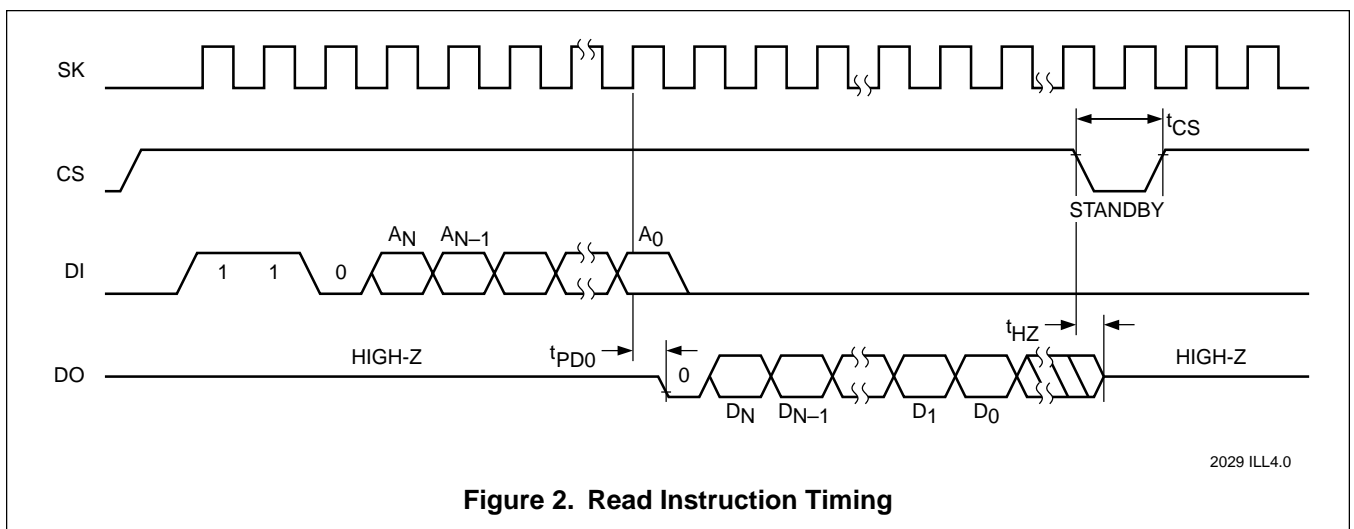 SK
CS
tCS
STANDBY
DI
1 1 0 AN AN–1 A0
tHZ
DO
HIGH-Z tPD0 0 HIGH-Z
DN DN–1 D1 D0
2029 ILL4.0
Figure 2. Read Instruction Timing